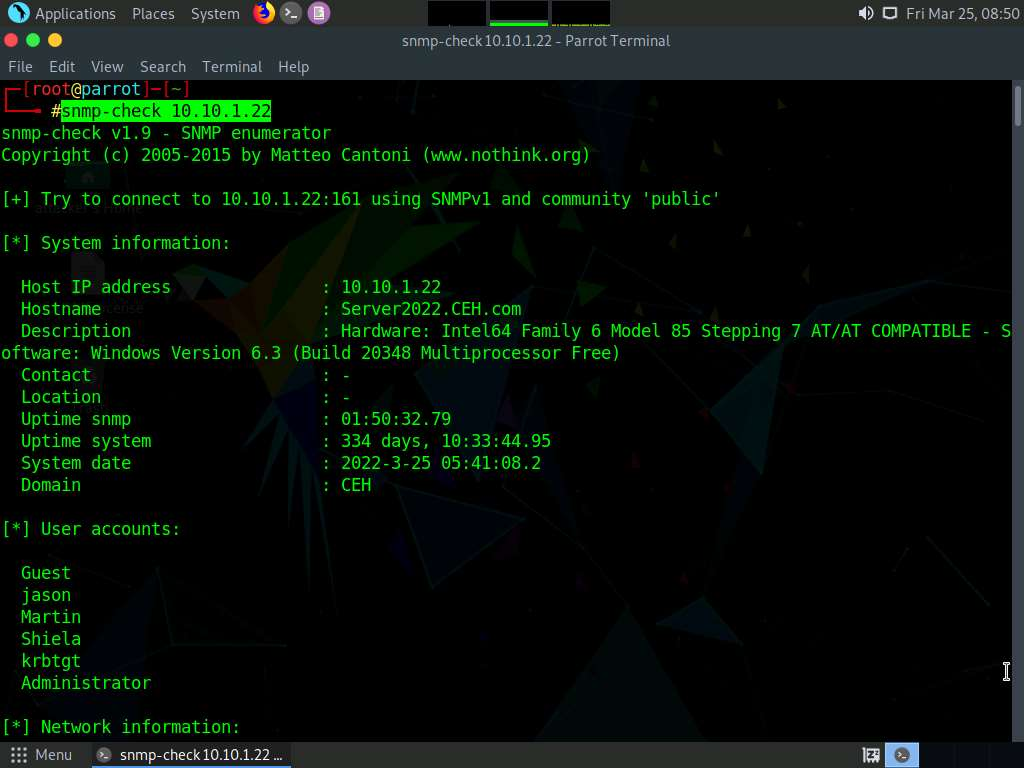 Applications Places System Fri Mar 25, 08:50
snmp-check 10.10.1.22 - Parrot Terminal
File Edit View Search Terminal Help
[root@parrot]─[~]
#snmp-check 10.10.1.22
snmp-check v1.9 - SNMP enumerator
Copyright (c) 2005-2015 by Matteo Cantoni (www.nothink.org)
[+] Try to connect to 10.10.1.22:161 using SNMPv1 and community 'public'
[*] System information:
Host IP address : 10.10.1.22
Hostname : Server2022.CEH.com
Description : Hardware: Intel64 Family 6 Model 85 Stepping 7 AT/AT COMPATIBLE - S
oftware: Windows Version 6.3 (Build 20348 Multiprocessor Free)
Contact : -
Location : -
Uptime snmp : 01:50:32.79
Uptime system : 334 days, 10:33:44.95
System date : 2022-3-25 05:41:08.2
Domain : CEH
[*] User accounts:
Guest
jason
Martin
Shiela
krbtgt
Administrator
[*] Network information:
Menu snmp-check 10.10.1.22 ...